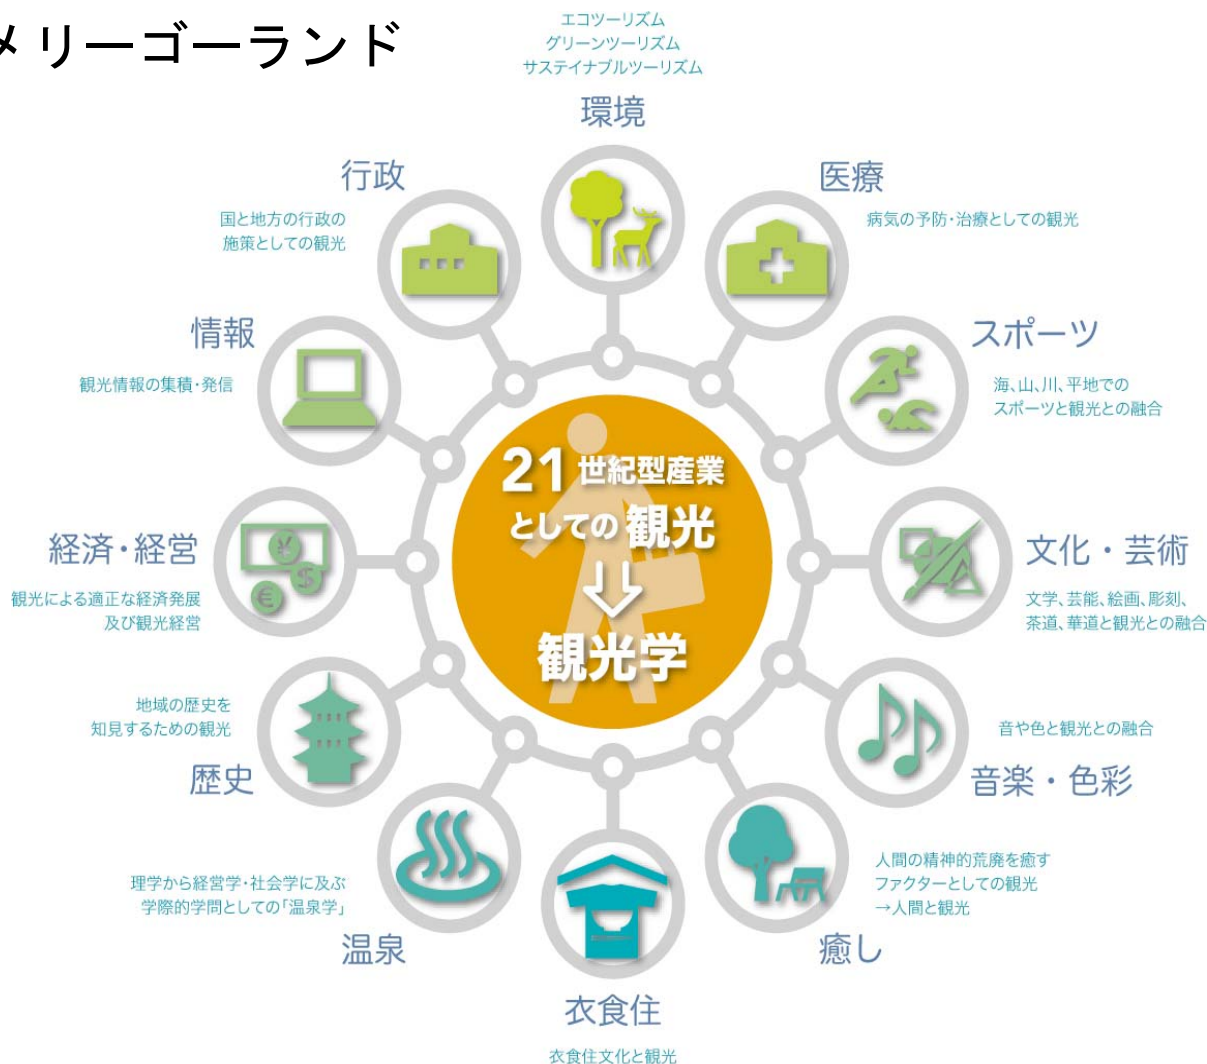 メリーゴーランド
エコツーリズム
グリーンツーリズム
サステイナブルツーリズム
環境
医療
病気の予防・治療としての観光
スポーツ
海、山、川、平地での
スポーツと観光との融合
文化・芸術
文学、芸能、絵画、彫刻、
茶道、華道と観光との融合
音や色と観光との融合
音楽・色彩
人間の精神的荒廃を癒す
ファクターとしての観光
→人間と観光
癒し
衣食住
衣食住文化と観光
理学から経営学・社会学に及ぶ
学際的学問としての「温泉学」
温泉
地域の歴史を
知見するための観光
歴史
経済・経営
観光による適正な経済発展
及び観光経営
¥
$
€
情報
観光情報の集積・発信
行政
国と地方の行政の
施策としての観光
21世紀型産業
としての観光
⇩
観光学